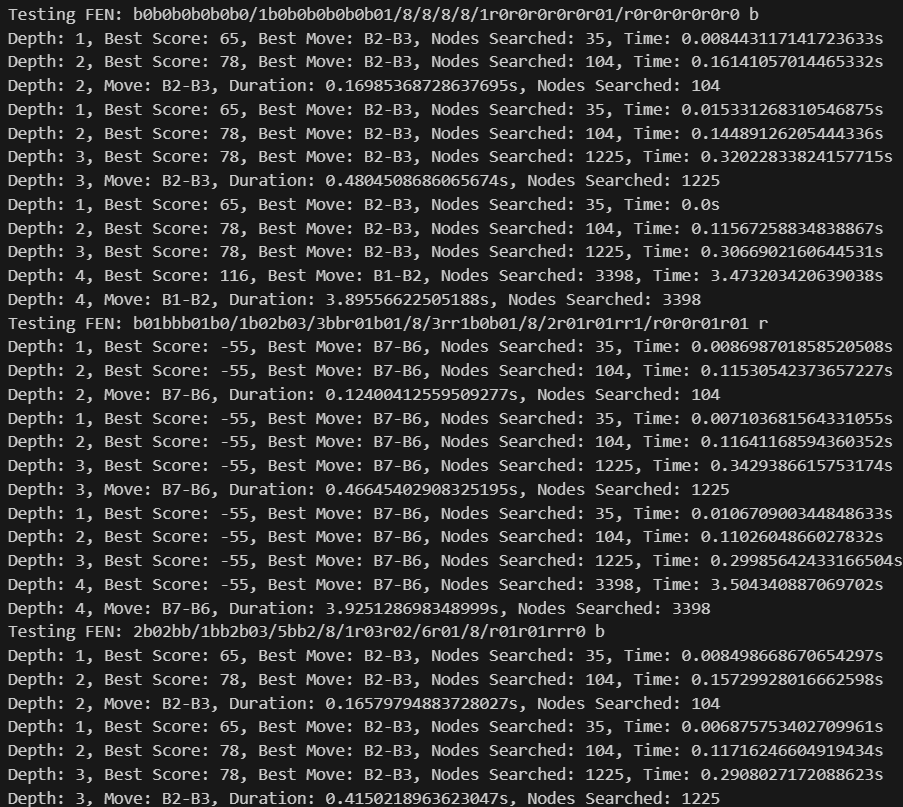 Testing FEN: b0b0b0b0b0b0/1b0b0b0b0b0b01/8/8/8/8/1r0r0r0r0r0r01/r0r0r0r0r0r0 b
Depth: 1, Best Score: 65, Best Move: B2-B3, Nodes Searched: 35, Time: 0.008443117141723633s
Depth: 2, Best Score: 78, Best Move: B2-B3, Nodes Searched: 104, Time: 0.16141057014465332s
Depth: 2, Move: B2-B3, Duration: 0.16985368728637695s, Nodes Searched: 104
Depth: 1, Best Score: 65, Best Move: B2-B3, Nodes Searched: 35, Time: 0.015331268310546875s
Depth: 2, Best Score: 78, Best Move: B2-B3, Nodes Searched: 104, Time: 0.14489126205444336s
Depth: 3, Best Score: 78, Best Move: B2-B3, Nodes Searched: 1225, Time: 0.32022833824157715s
Depth: 3, Move: B2-B3, Duration: 0.4804508686065674s, Nodes Searched: 1225
Depth: 1, Best Score: 65, Best Move: B2-B3, Nodes Searched: 35, Time: 0.0s
Depth: 2, Best Score: 78, Best Move: B2-B3, Nodes Searched: 104, Time: 0.11567258834838867s
Depth: 3, Best Score: 78, Best Move: B2-B3, Nodes Searched: 1225, Time: 0.3066902160644531s
Depth: 4, Best Score: 116, Best Move: B1-B2, Nodes Searched: 3398, Time: 3.473203420639038s
Depth: 4, Move: B1-B2, Duration: 3.89556622505188s, Nodes Searched: 3398
Testing FEN: b01bbb01b0/1b02b03/3bbr01b01/8/3rr1b0b01/8/2r01r01rr1/r0r0r01r01 r
Depth: 1, Best Score: -55, Best Move: B7-B6, Nodes Searched: 35, Time: 0.008698701858520508s
Depth: 2, Best Score: -55, Best Move: B7-B6, Nodes Searched: 104, Time: 0.11530542373657227s
Depth: 2, Move: B7-B6, Duration: 0.12400412559509277s, Nodes Searched: 104
Depth: 1, Best Score: -55, Best Move: B7-B6, Nodes Searched: 35, Time: 0.007103681564331055s
Depth: 2, Best Score: -55, Best Move: B7-B6, Nodes Searched: 104, Time: 0.11641168594360352s
Depth: 3, Best Score: -55, Best Move: B7-B6, Nodes Searched: 1225, Time: 0.3429386615753174s
Depth: 3, Move: B7-B6, Duration: 0.46645402908325195s, Nodes Searched: 1225
Depth: 1, Best Score: -55, Best Move: B7-B6, Nodes Searched: 35, Time: 0.010670900344848633s
Depth: 2, Best Score: -55, Best Move: B7-B6, Nodes Searched: 104, Time: 0.1102604866027832s
Depth: 3, Best Score: -55, Best Move: B7-B6, Nodes Searched: 1225, Time: 0.29985642433166504s
Depth: 4, Best Score: -55, Best Move: B7-B6, Nodes Searched: 3398, Time: 3.504340887069702s
Depth: 4, Move: B7-B6, Duration: 3.925128698348999s, Nodes Searched: 3398
Testing FEN: 2b02bb/1bb2b03/5bb2/8/1r03r02/6r01/8/r01r01rrr0 b
Depth: 1, Best Score: 65, Best Move: B2-B3, Nodes Searched: 35, Time: 0.008498668670654297s
Depth: 2, Best Score: 78, Best Move: B2-B3, Nodes Searched: 104, Time: 0.15729928016662598s
Depth: 2, Move: B2-B3, Duration: 0.16579794883728027s, Nodes Searched: 104
Depth: 1, Best Score: 65, Best Move: B2-B3, Nodes Searched: 35, Time: 0.006875753402709961s
Depth: 2, Best Score: 78, Best Move: B2-B3, Nodes Searched: 104, Time: 0.11716246604919434s
Depth: 3, Best Score: 78, Best Move: B2-B3, Nodes Searched: 1225, Time: 0.2908027172088623s
Depth: 3, Move: B2-B3, Duration: 0.4150218963623047s, Nodes Searched: 1225